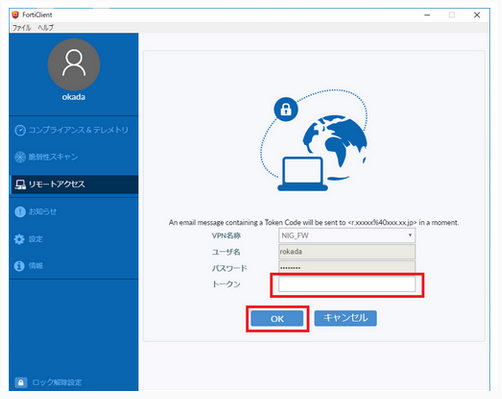 FortiClient
ファイル ヘルプ
okada
コンプライアンス＆テレメトリ
脆弱性スキャン
リモートアクセス
お知らせ
設定
情報
ロック解除設定
An email message containing a Token Code will be sent to <r.xxxxx%40xxx.xx.jp> in a moment.
VPN名称 NIG_FW
ユーザ名 rokada
パスワード ••••••••
トークン
OK キャンセル